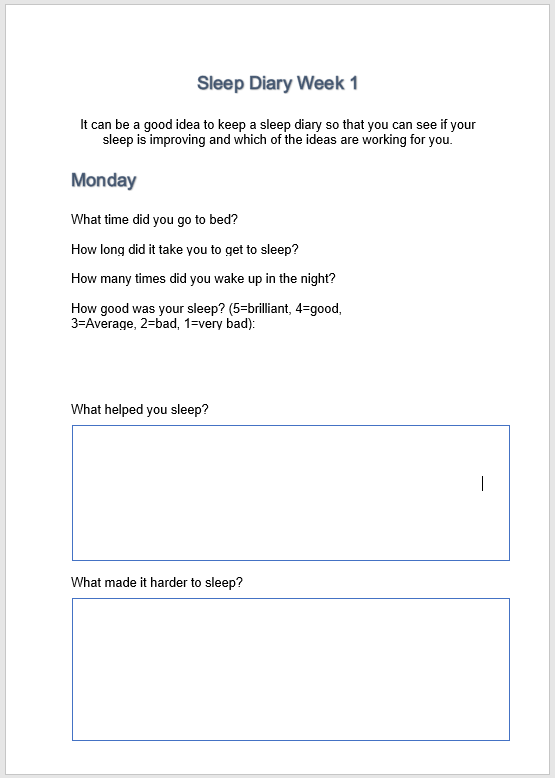 Sleep Diary Week 1
It can be a good idea to keep a sleep diary so that you can see if your
sleep is improving and which of the ideas are working for you.
Monday
What time did you go to bed?
How long did it take you to get to sleep?
How many times did you wake up in the night?
How good was your sleep? (5=brilliant, 4=good,
3=Average, 2=bad, 1=very bad):
What helped you sleep?
What made it harder to sleep?